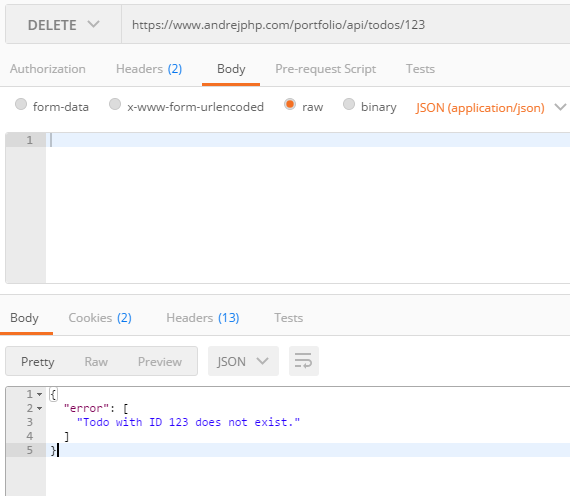 DELETE https://www.andrejphp.com/portfolio/api/todos/123
Authorization Headers (2) Body Pre-request Script Tests
form-data x-www-form-urlencoded raw binary JSON (application/json)
1
Body Cookies (2) Headers (13) Tests
Pretty Raw Preview JSON
1 {
2 "error": [
3 "Todo with ID 123 does not exist."
4 ]
5 }